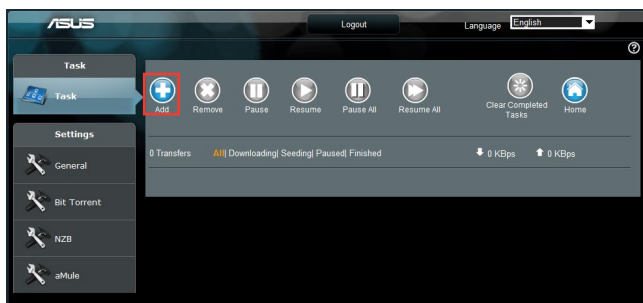 ASUS
Logout
Language English
Task
Task
Settings
General
Bit Torrent
NZB
aMule
Add Remove Pause Resume Pause All Resume All Clear Completed Tasks Home
0 Transfers All| Downloading| Seeding| Paused| Finished 0 KBps 0 KBps